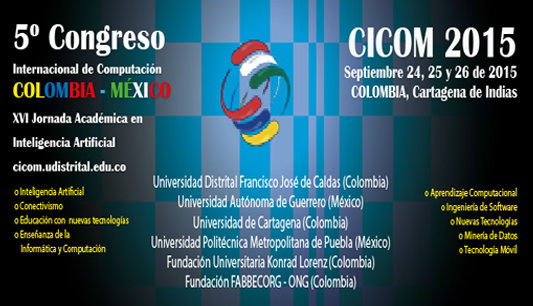 5º Congreso
Internacional de Computación
COLOMBIA - MÉXICO
XVI Jornada Académica en
Inteligencia Artificial
cicom.udistrital.edu.co
o Inteligencia Artificial
o Conectivismo
o Educación con nuevas tecnologías
o Enseñanza de la
Informática y Computación
CICOM 2015
Septiembre 24, 25 y 26 de 2015
COLOMBIA, Cartagena de Indias
Universidad Distrital Francisco José de Caldas (Colombia)
Universidad Autónoma de Guerrero (México)
Universidad de Cartagena (Colombia)
Universidad Politécnica Metropolitana de Puebla (México)
Fundación Universitaria Konrad Lorenz (Colombia)
Fundación FABBECORG - ONG (Colombia)
o Aprendizaje Computacional
o Ingeniería de Software
o Nuevas Tecnologías
o Minería de Datos
o Tecnología Móvil